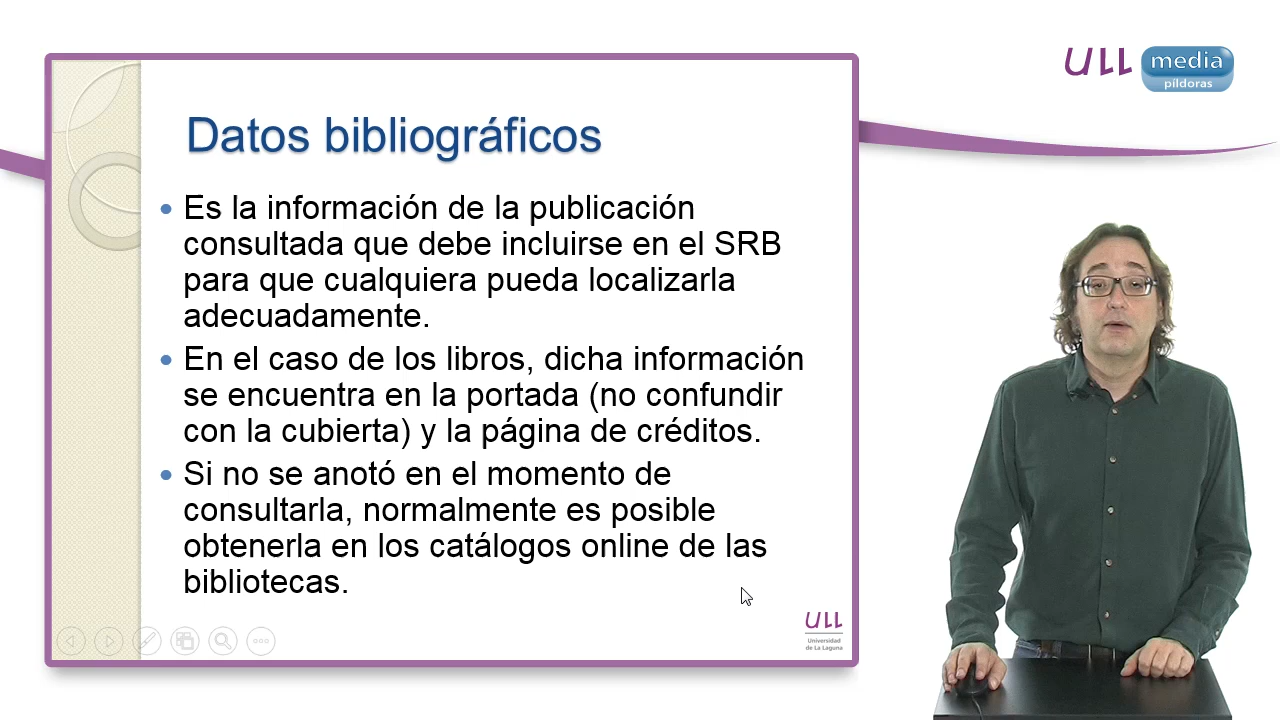 ULL media
píldoras
Datos bibliográficos
Es la información de la publicación
consultada que debe incluirse en el SRB
para que cualquiera pueda localizarla
adecuadamente.
En el caso de los libros, dicha información
se encuentra en la portada (no confundir
con la cubierta) y la página de créditos.
Si no se anotó en el momento de
consultarla, normalmente es posible
obtenerla en los catálogos online de las
bibliotecas.
ULL
Universidad
de La Laguna